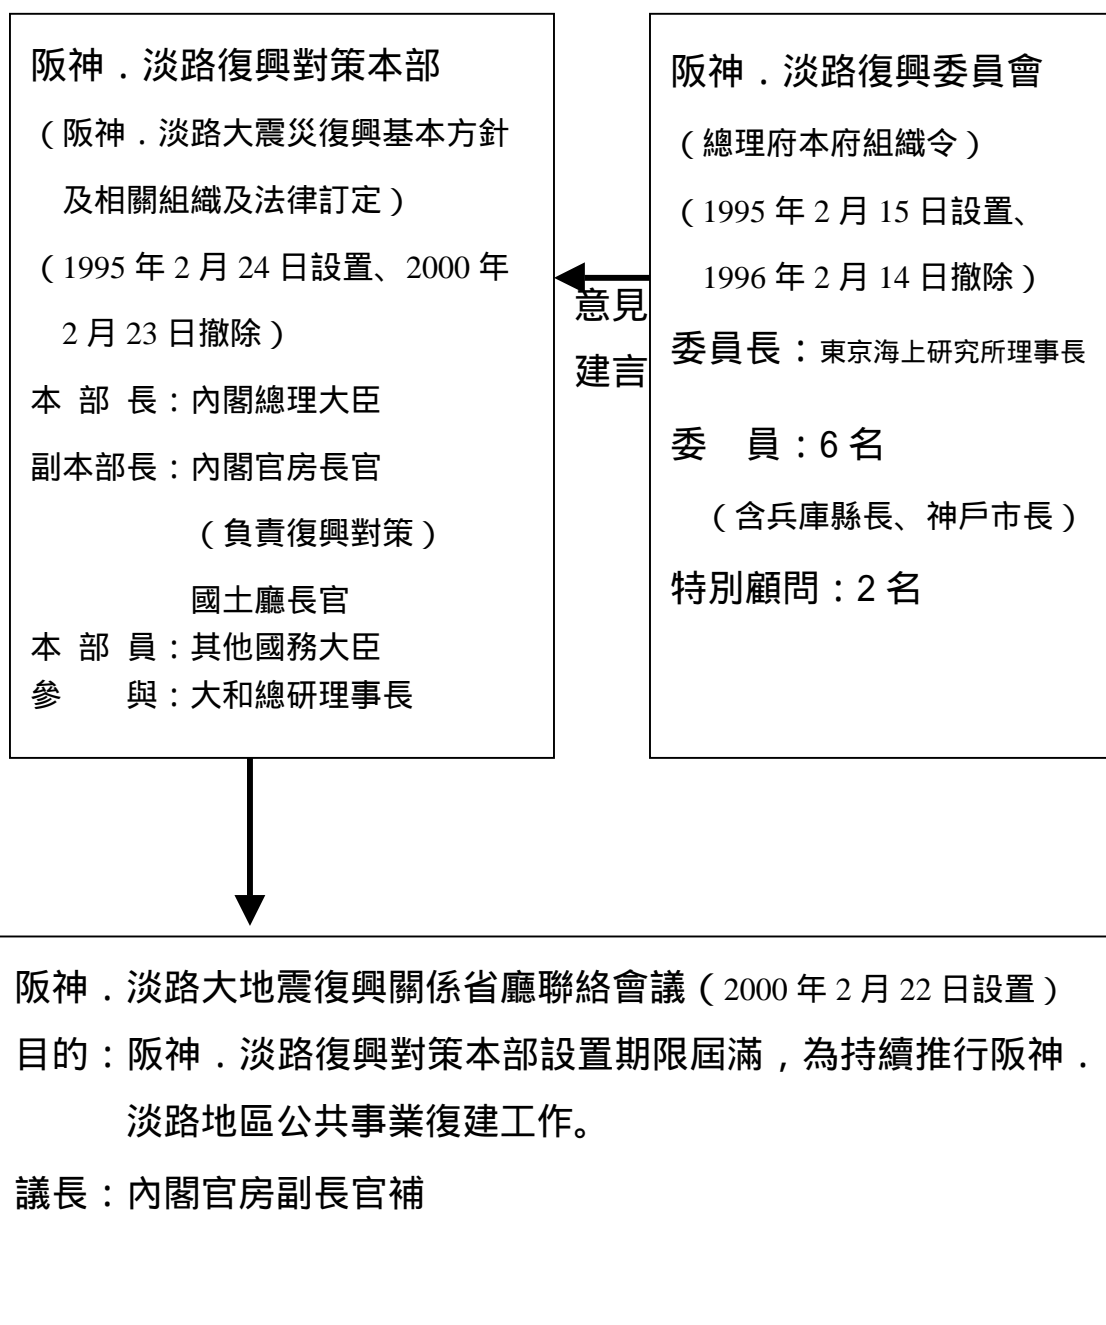 阪神．淡路復興對策本部
（阪神．淡路大震災復興基本方針
及相關組織及法律訂定）
（1995 年 2 月 24 日設置、2000 年
2 月 23 日撤除）
本 部 長：內閣總理大臣
副本部長：內閣官房長官
（負責復興對策）
國土廳長官
本 部 員：其他國務大臣
參　　與：大和總研理事長
意見
建言
阪神．淡路復興委員會
（總理府本府組織令）
（1995 年 2 月 15 日設置、
1996 年 2 月 14 日撤除）
委員長：東京海上研究所理事長
委　員：6 名
（含兵庫縣長、神戶市長）
特別顧問：2 名
阪神．淡路大地震復興關係省廳聯絡會議（2000 年 2 月 22 日設置）
目的：阪神．淡路復興對策本部設置期限屆滿，為持續推行阪神．
淡路地區公共事業復建工作。
議長：內閣官房副長官補